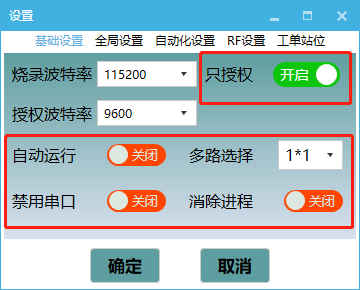 设置
基础设置 全局设置 自动化设置 RF设置 工单站位
烧录波特率 115200 只授权 开启
授权波特率 9600
自动运行 关闭 多路选择 1*1
禁用串口 关闭 消除进程 关闭
确定 取消